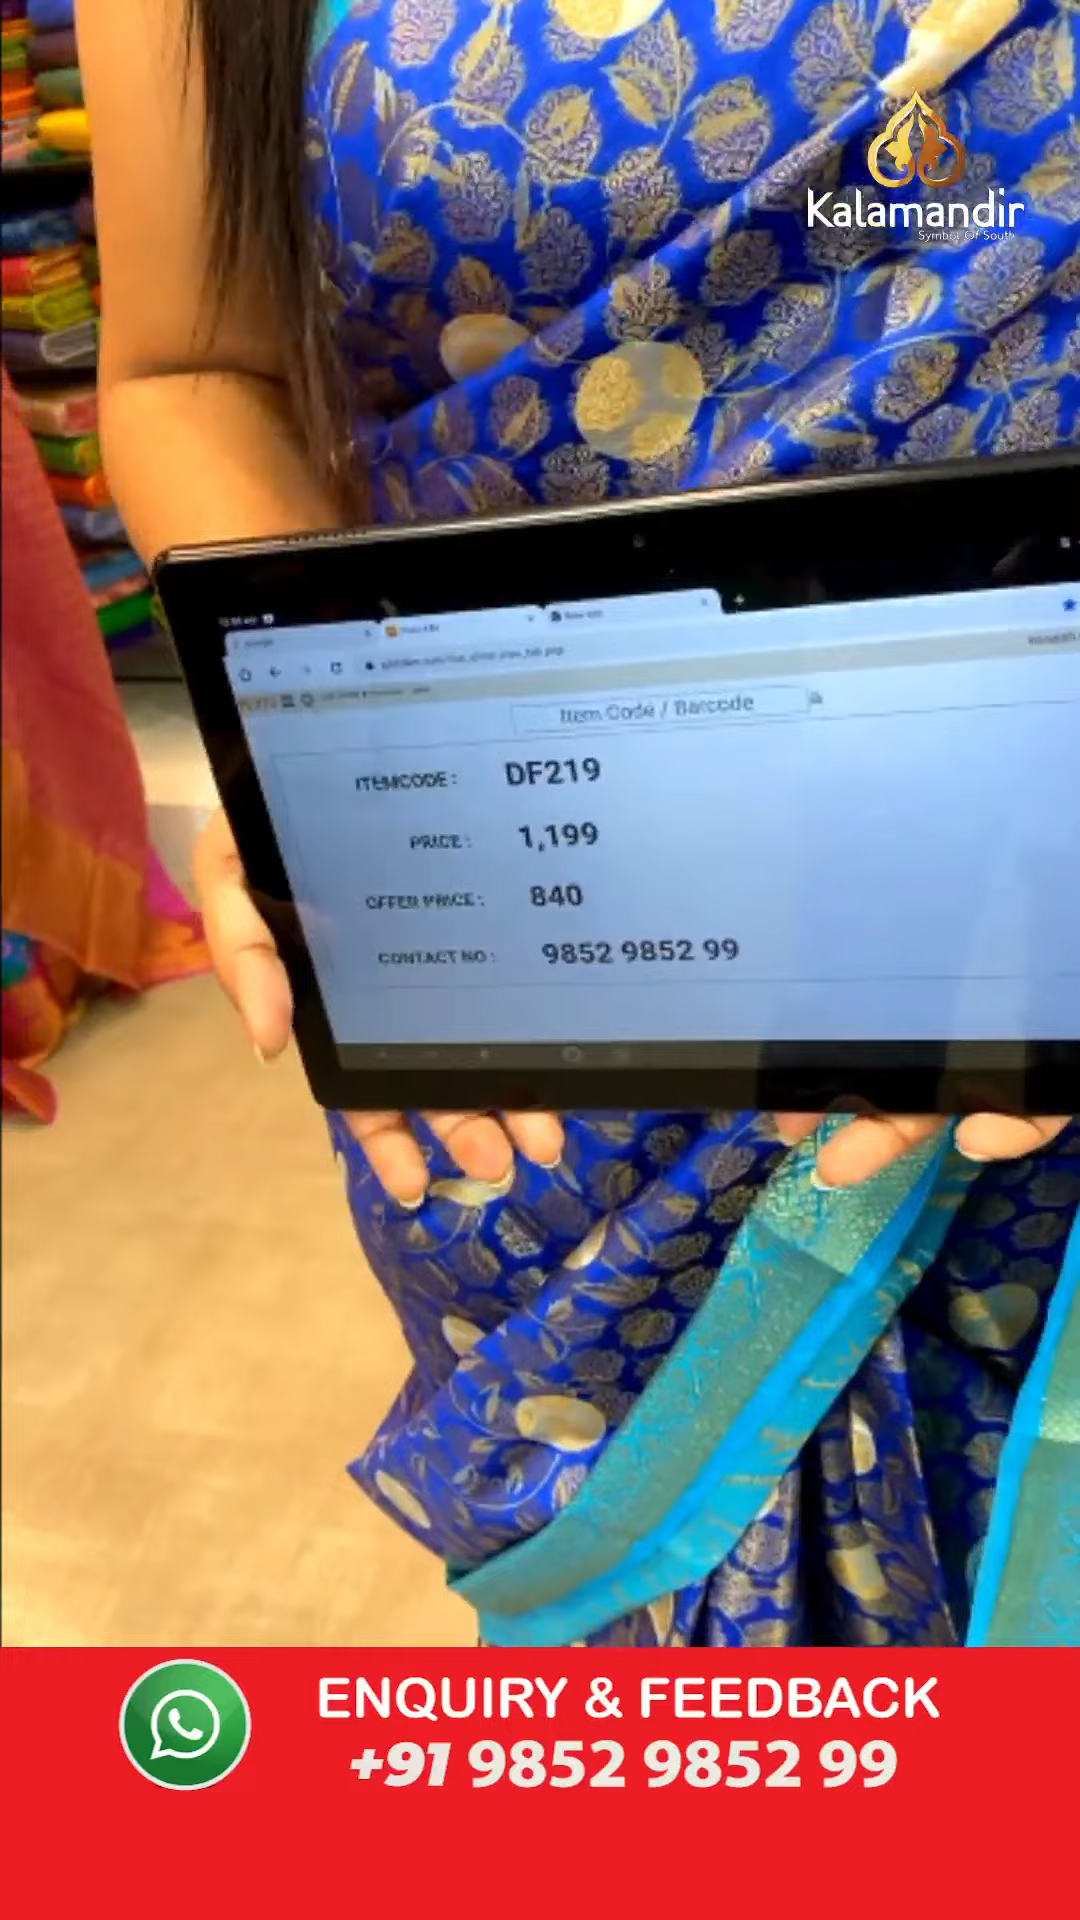 Kalamandir
Symbol Of South
Item Code / Barcode
ITEMCODE : DF219
PRICE : 1,199
OFFER PRICE : 840
CONTACT NO : 9852 9852 99
ENQUIRY & FEEDBACK
+91 9852 9852 99